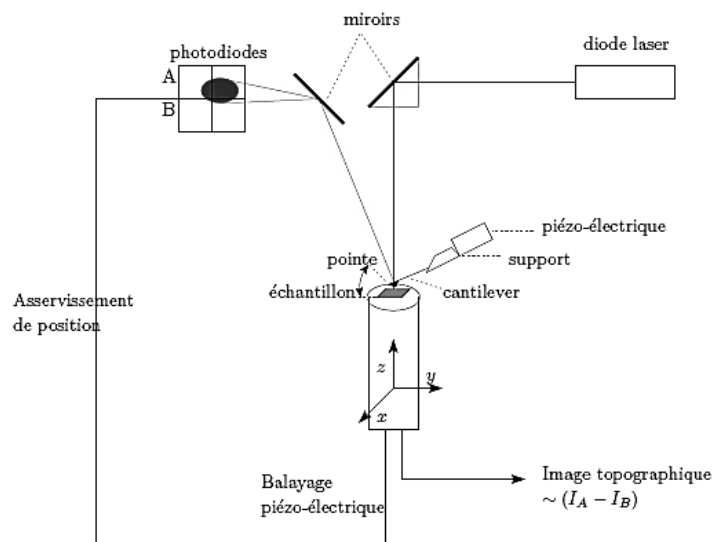 miroirs
photodiodes
diode laser
A
B
piézo-électrique
pointe
support
échantillon
cantilever
Asservissement
de position
z
y
x
Balayage
piézo-électrique
Image topographique
∼ (I_A − I_B)